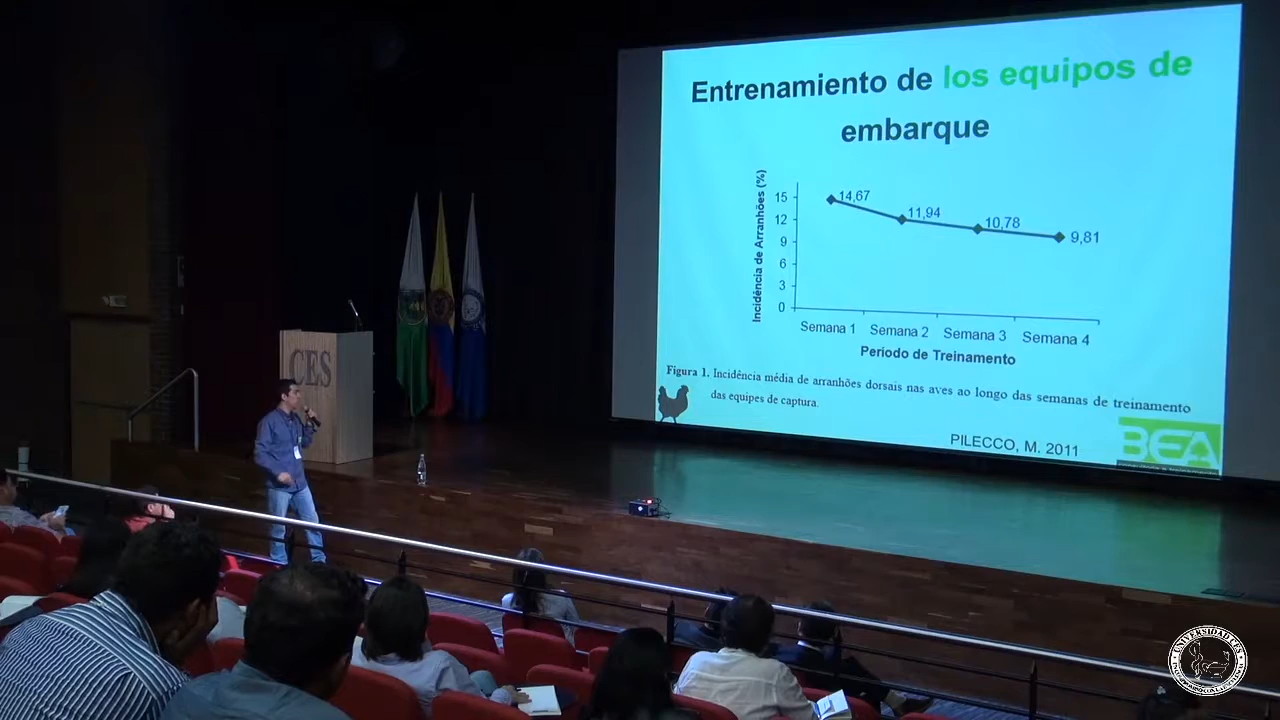 Entrenamiento de los equipos de
embarque
Incidência de Arranhões (%)
15
12
9
6
3
0
14,67
11,94
10,78
9,81
Semana 1
Semana 2
Semana 3
Semana 4
Período de Treinamento
Figura 1. Incidência média de arranhões dorsais nas aves ao longo das semanas de treinamento
das equipes de captura.
PILECCO, M. 2011
BEA
CES
UNIVERSIDAD CES